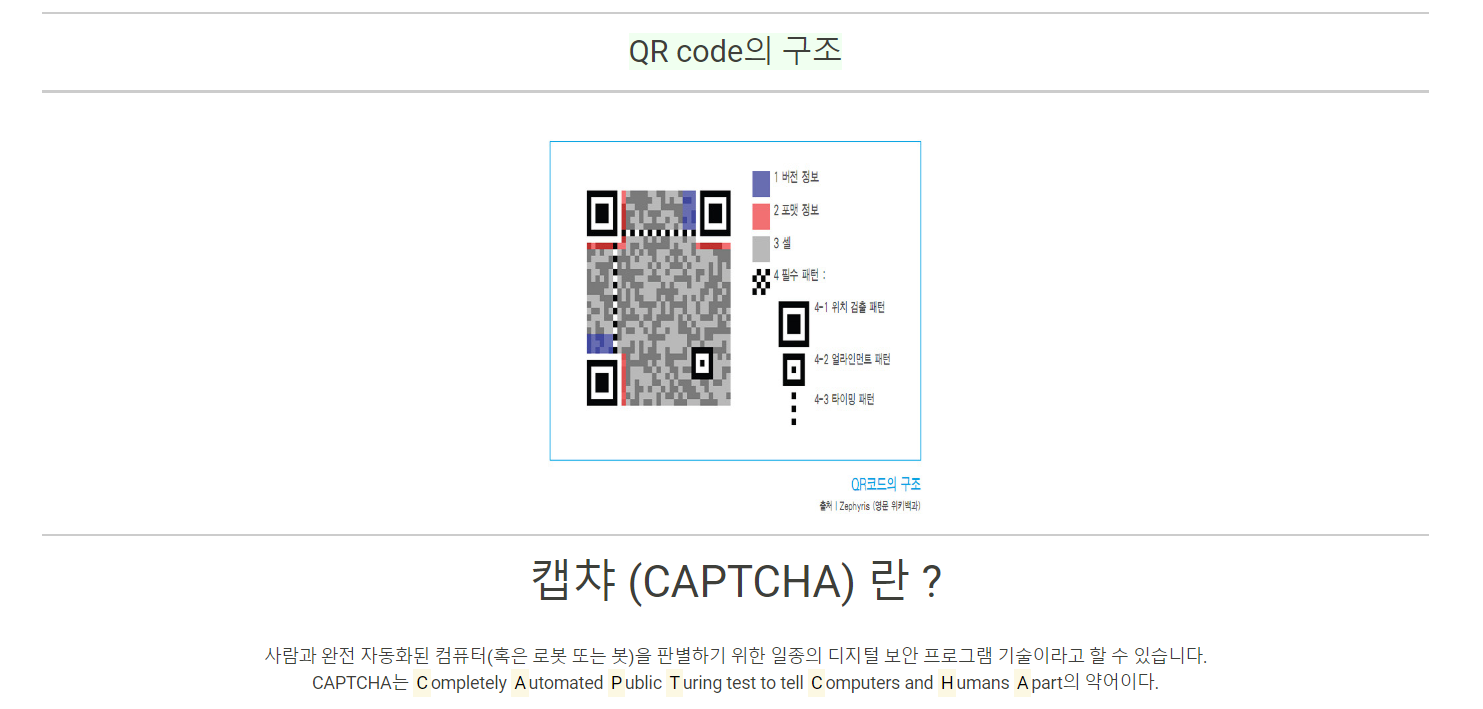 QR code의 구조
1 버전 정보
2 포맷 정보
3 셀
4 필수 패턴 :
4-1 위치 검출 패턴
4-2 얼라인먼트 패턴
4-3 타이밍 패턴
QR코드의 구조
출처 | Zephyris (영문 위키백과)
캡챠 (CAPTCHA) 란 ?
사람과 완전 자동화된 컴퓨터(혹은 로봇 또는 봇)을 판별하기 위한 일종의 디지털 보안 프로그램 기술이라고 할 수 있습니다.
CAPTCHA는 Completely Automated Public Turing test to tell Computers and Humans Apart의 약어이다.